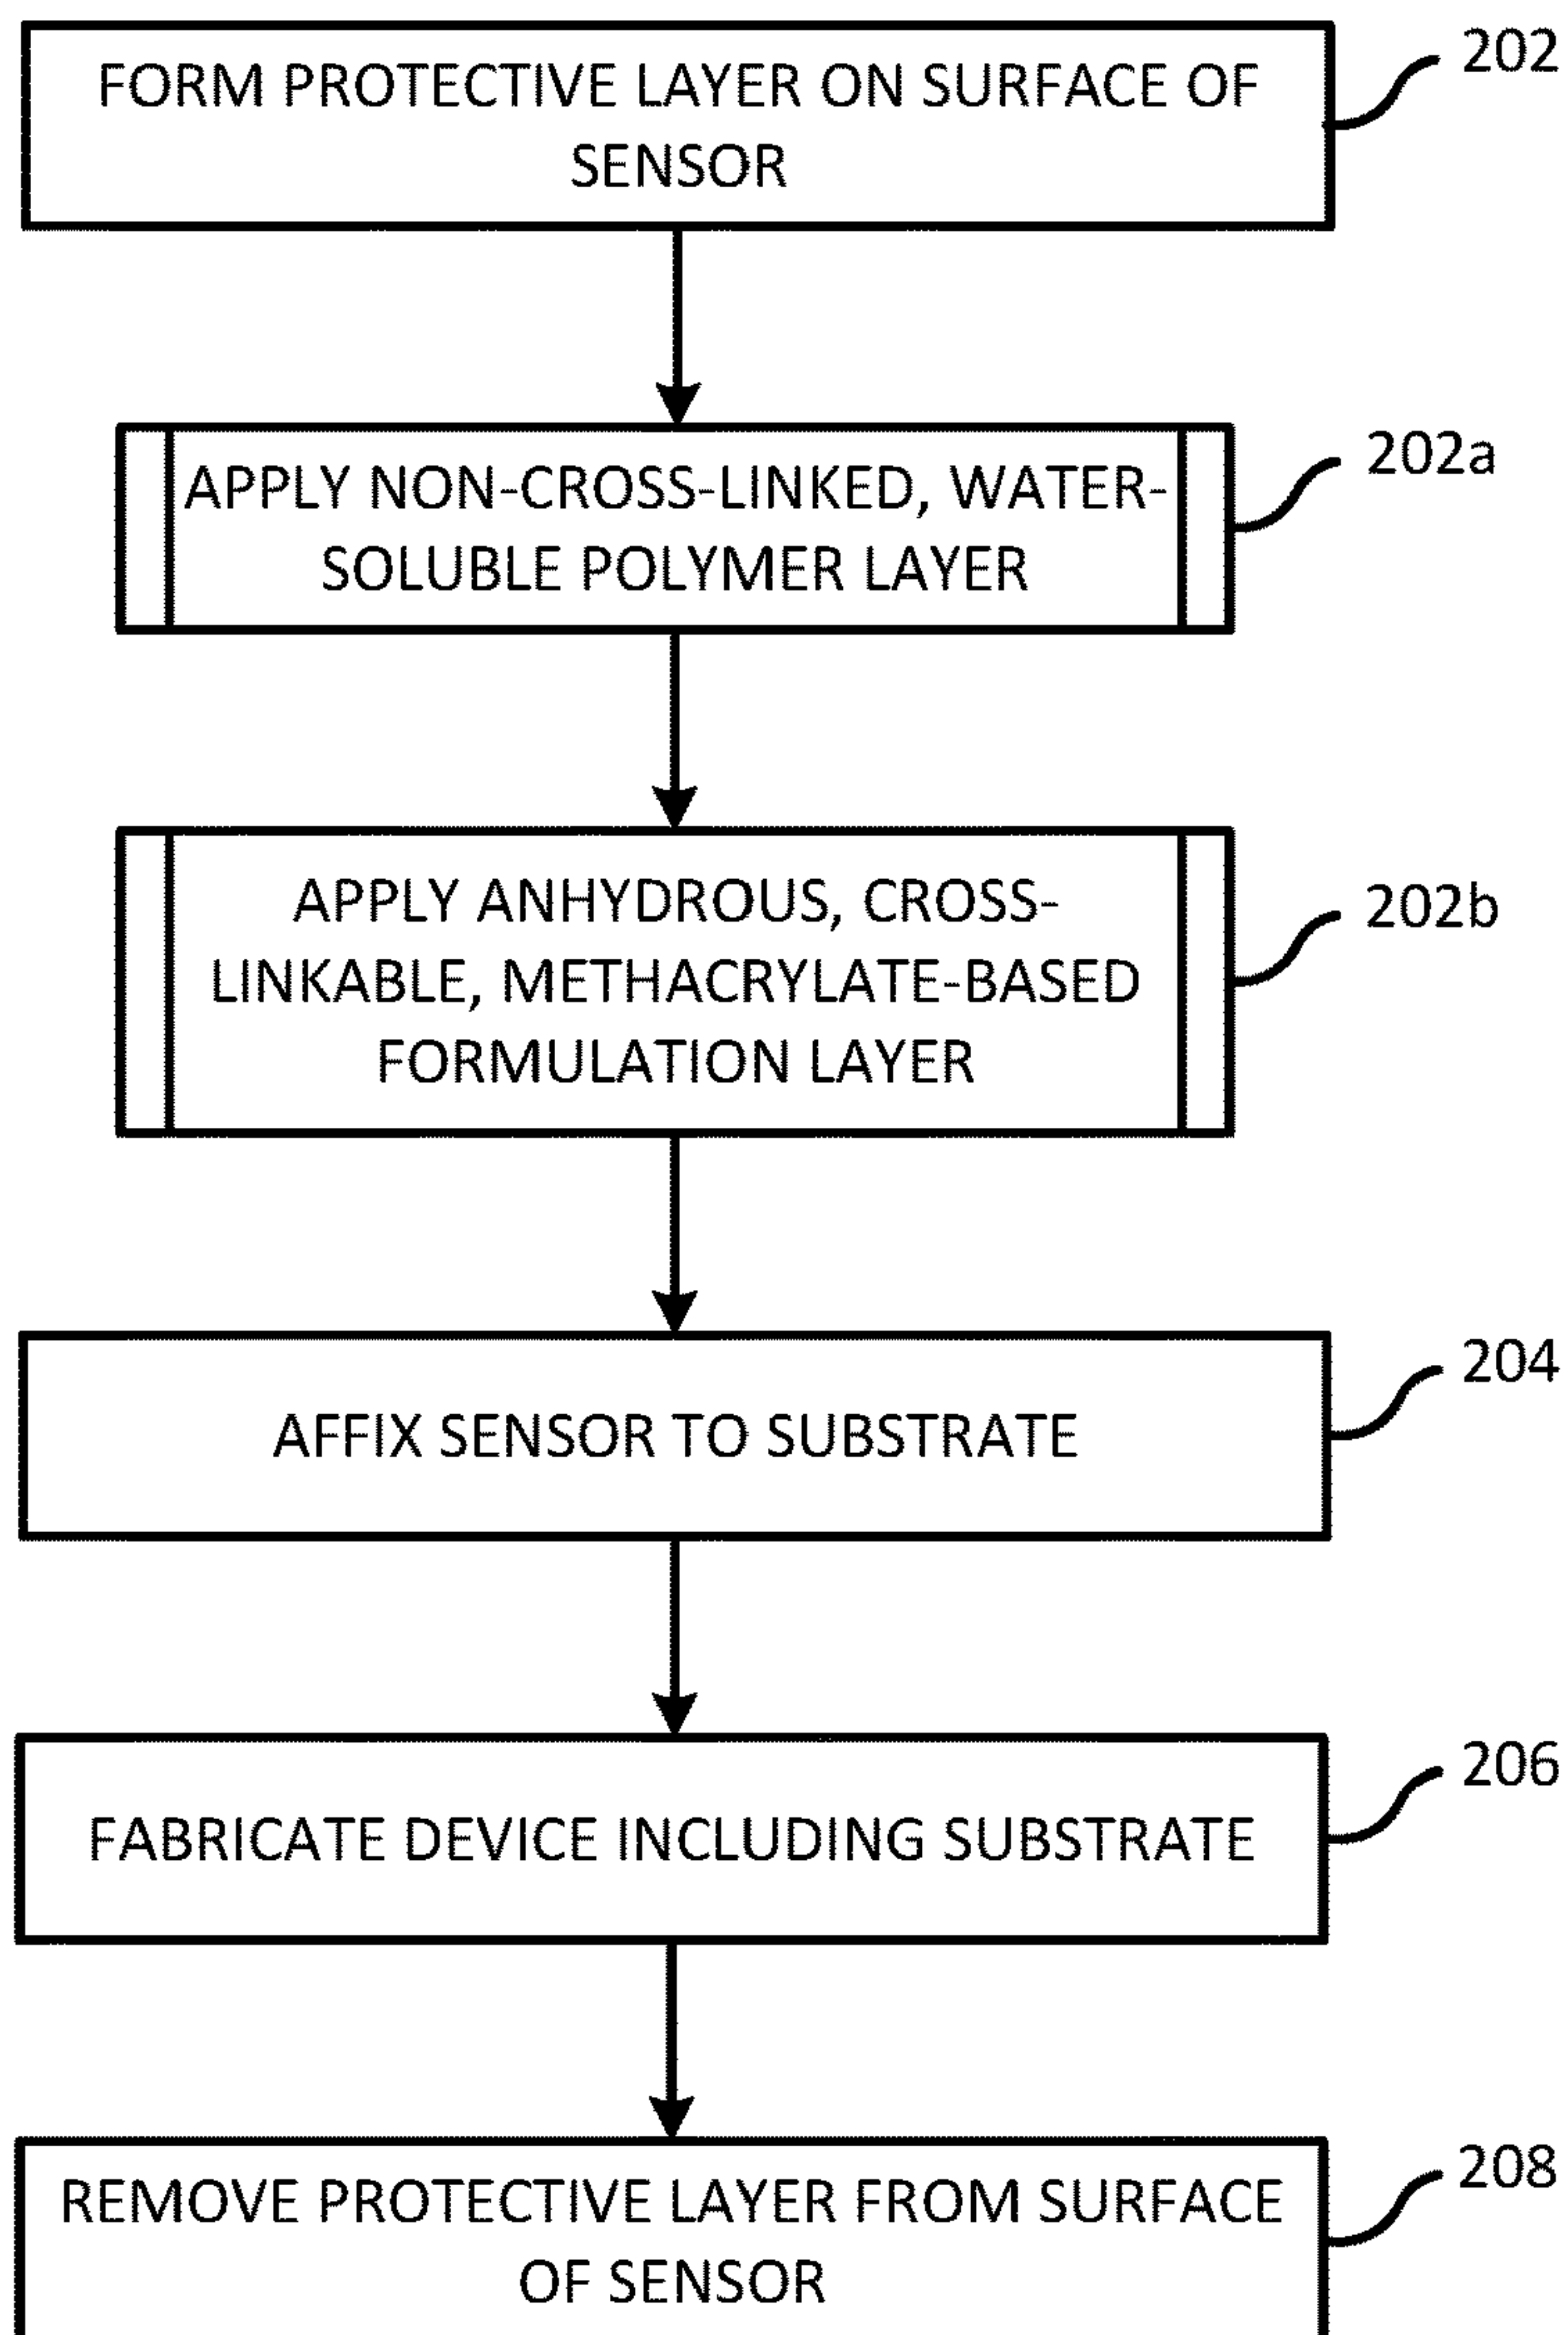 FORM PROTECTIVE LAYER ON SURFACE OF
SENSOR
202
APPLY NON-CROSS-LINKED, WATER-
SOLUBLE POLYMER LAYER
202a
APPLY ANHYDROUS, CROSS-
LINKABLE, METHACRYLATE-BASED
FORMULATION LAYER
202b
AFFIX SENSOR TO SUBSTRATE
204
FABRICATE DEVICE INCLUDING SUBSTRATE
206
REMOVE PROTECTIVE LAYER FROM SURFACE
OF SENSOR
208